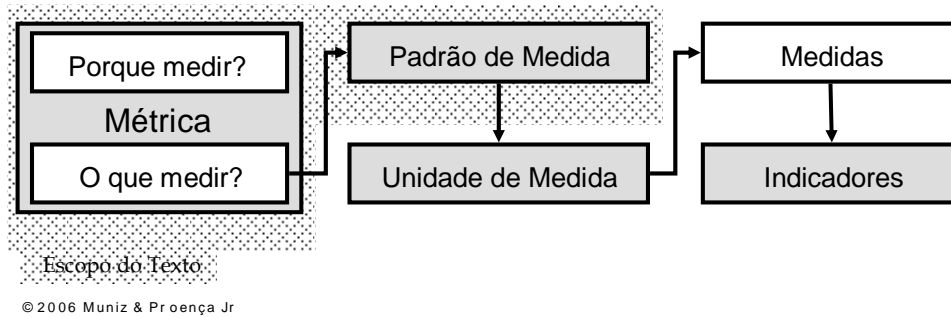 Porque medir?
Métrica
O que medir?
Padrão de Medida
Unidade de Medida
Medidas
Indicadores
Escopo do Texto
© 2006 Muniz & Proença Jr